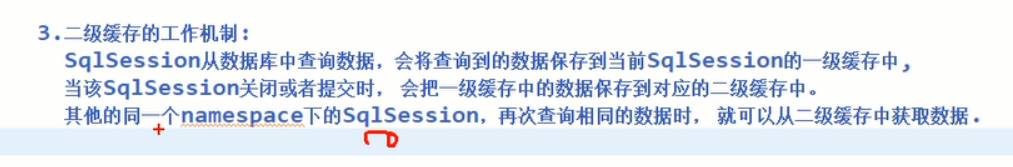 3.二级缓存的工作机制:
SqlSession从数据库中查询数据，会将查询到的数据保存到当前SqlSession的一级缓存中,
当该SqlSession关闭或者提交时， 会把一级缓存中的数据保存到对应的二级缓存中。
其他的同一个namespace下的SqlSession，再次查询相同的数据时， 就可以从二级缓存中获取数据.